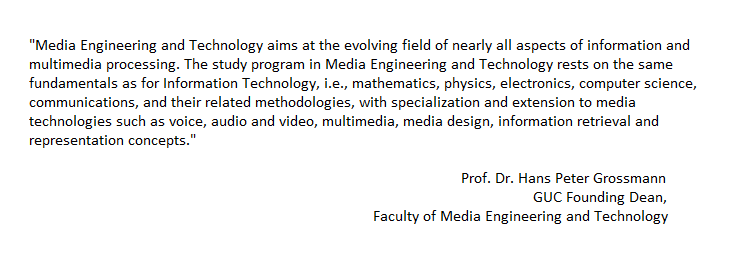 "Media Engineering and Technology aims at the evolving field of nearly all aspects of information and
multimedia processing. The study program in Media Engineering and Technology rests on the same
fundamentals as for Information Technology, i.e., mathematics, physics, electronics, computer science,
communications, and their related methodologies, with specialization and extension to media
technologies such as voice, audio and video, multimedia, media design, information retrieval and
representation concepts."
Prof. Dr. Hans Peter Grossmann
GUC Founding Dean,
Faculty of Media Engineering and Technology